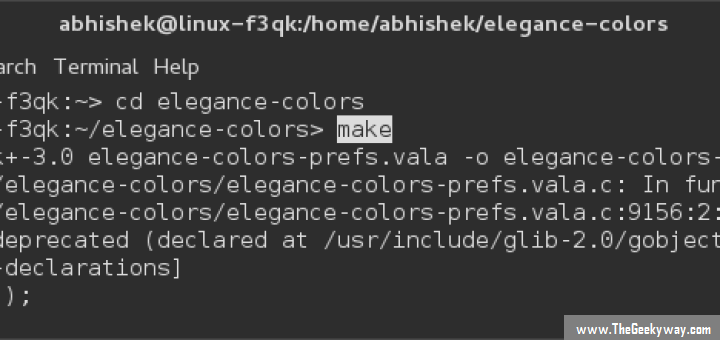 abhishek@linux-f3qk:/home/abhishek/elegance-colors
arch Terminal Help
-f3qk:~> cd elegance-colors
-f3qk:~/elegance-colors> make
k+-3.0 elegance-colors-prefs.vala -o elegance-colors-
/elegance-colors/elegance-colors-prefs.vala.c: In fun
/elegance-colors/elegance-colors-prefs.vala.c:9156:2:
deprecated (declared at /usr/include/glib-2.0/gobject
-declarations]
);
www.TheGeekyway.com